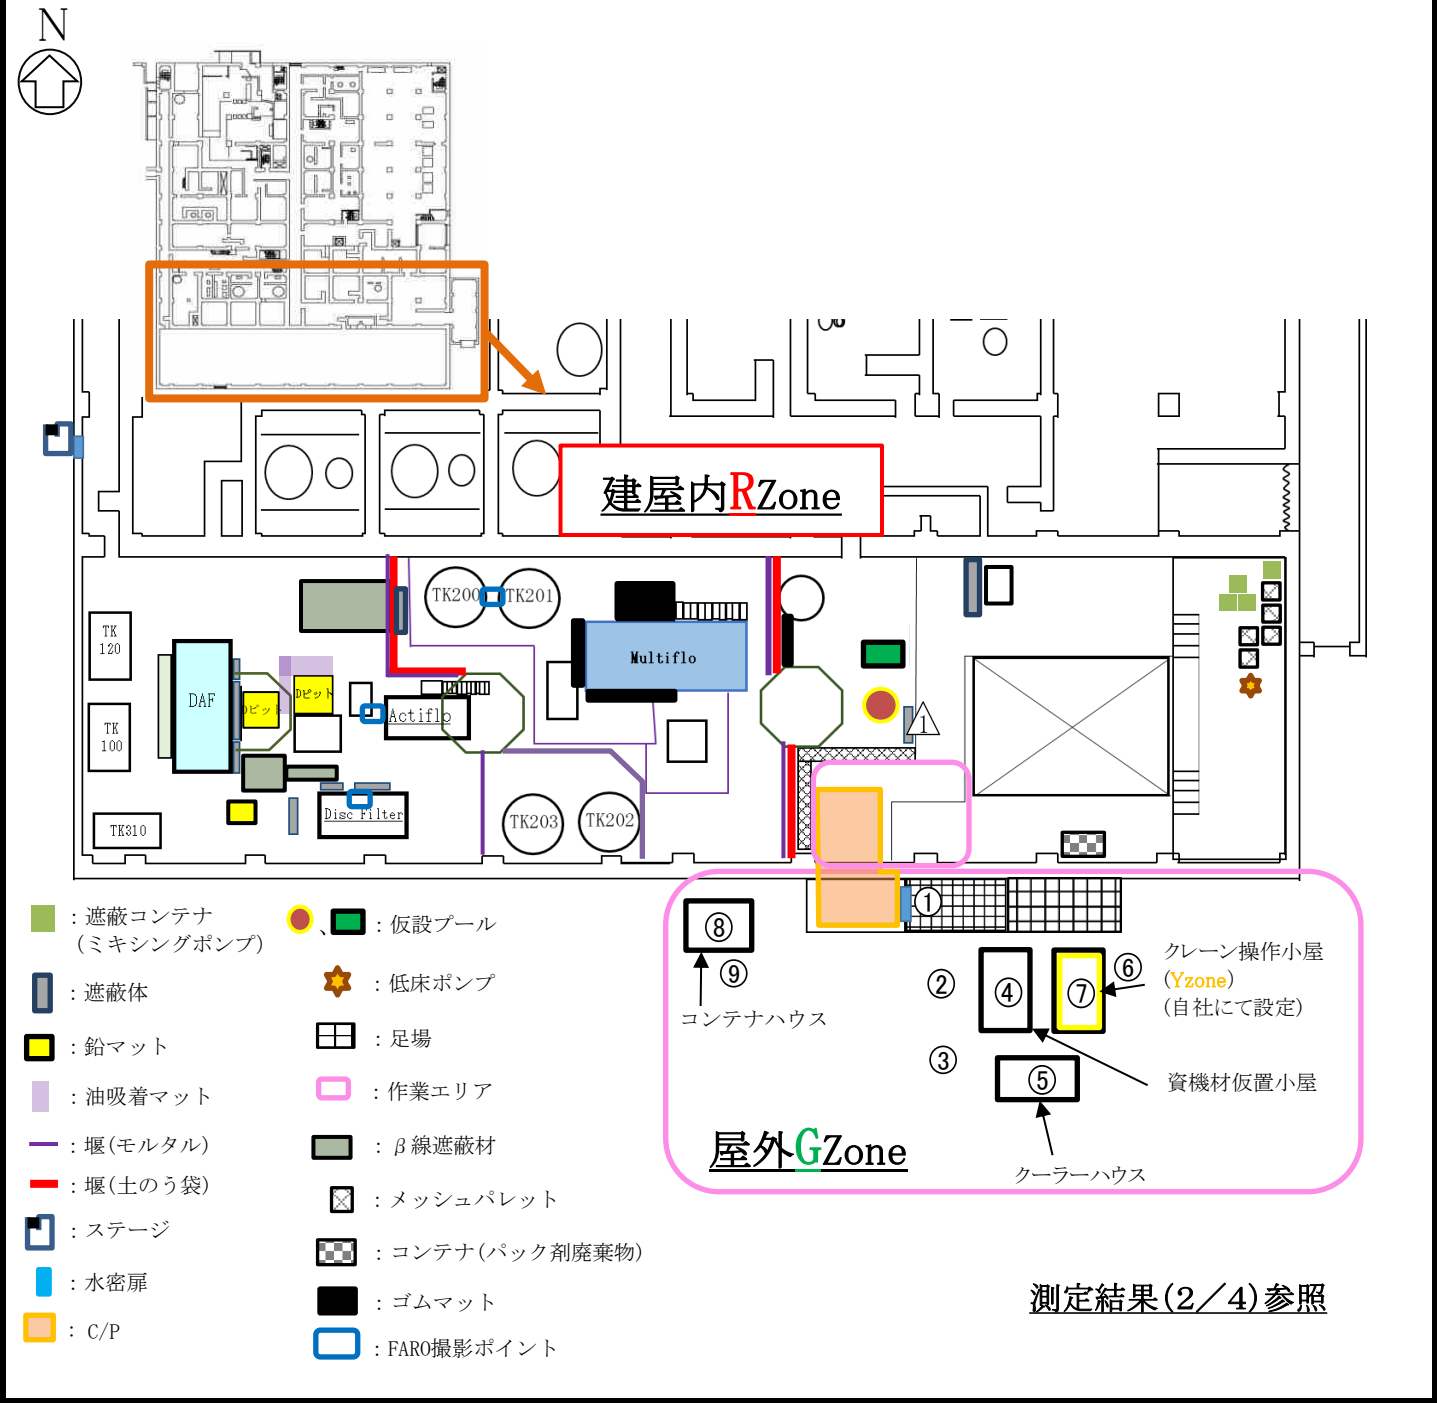 N
建屋内RZone
TK200
TK201
TK
120
DAF
Dピット
Dピット
Multiflo
Actiflo
TK
100
1
TK310
Disc Filter
TK203
TK202
①
②
③
④
⑤
⑥
⑦
⑧
⑨
コンテナハウス
クレーン操作小屋
(Yzone)
(自社にて設定)
資機材仮置小屋
クーラーハウス
屋外GZone
測定結果(2／4)参照
：遮蔽コンテナ
(ミキシングポンプ)
：遮蔽体
：鉛マット
：油吸着マット
：堰(モルタル)
：堰(土のう袋)
：ステージ
：水密扉
：C/P
、
：仮設プール
：低床ポンプ
：足場
：作業エリア
：β線遮蔽材
：メッシュパレット
：コンテナ(パック剤廃棄物)
：ゴムマット
：FARO撮影ポイント